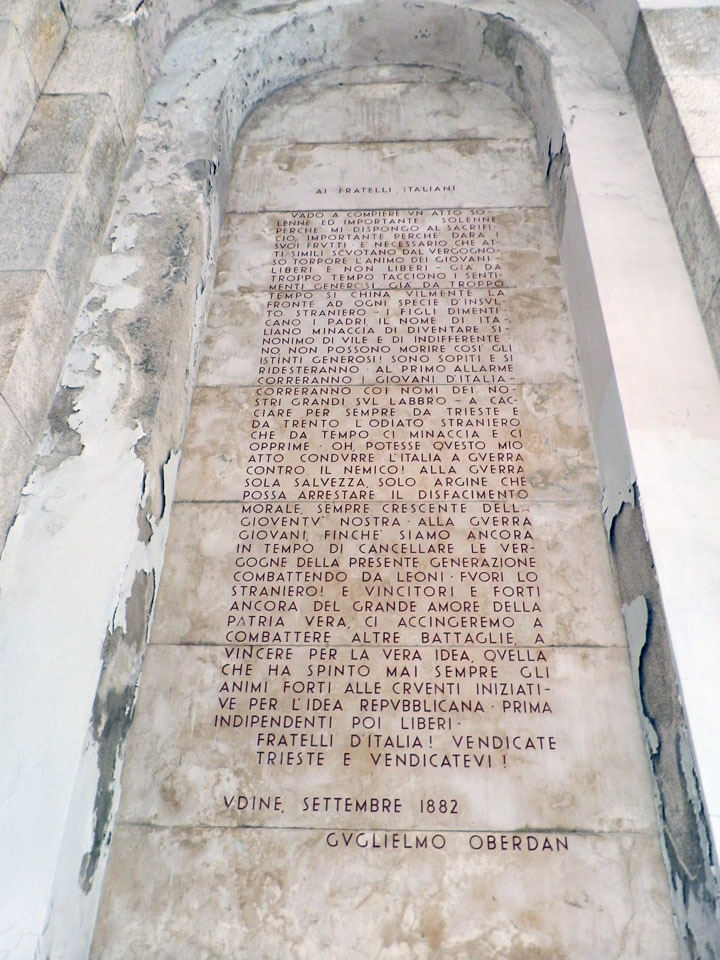 AI FRATELLI ITALIANI
VADO A COMPIERE VN ATTO SO-
LENNE ED IMPORTANTE · SOLENNE
PERCHE' MI DISPONGO AL SACRIFI-
CIO, IMPORTANTE PERCHE' DARA' I
SVOI FRVTTI · E' NECESSARIO CHE AT-
TI SIMILI SCVOTANO DAL VERGOGNO-
SO TORPORE L'ANIMO DEI GIOVANI -
LIBERI E NON LIBERI - GIA' DA
TROPPO TEMPO TACCIONO I SENTI-
MENTI GENEROSI, GIA' DA TROPPO
TEMPO SI CHINA VILMENTE LA
FRONTE AD OGNI SPECIE D'INSVL-
TO STRANIERO - I FIGLI DIMENTI-
CANO I PADRI · IL NOME DI ITA-
LIANO MINACCIA DI DIVENTARE SI-
NONIMO DI VILE E DI INDIFFERENTE ·
NO NON POSSONO MORIRE COSI' GLI
ISTINTI GENEROSI! SONO SOPITI E SI
RIDESTERANNO · AL PRIMO ALLARME
CORRERANNO I GIOVANI D'ITALIA -
CORRERANNO COI NOMI DEI NO-
STRI GRANDI SVL LABBRO - A CAC-
CIARE PER SEMPRE DA TRIESTE E
DA TRENTO L'ODIATO STRANIERO
CHE DA TEMPO CI MINACCIA E CI
OPPRIME · OH, POTESSE QVESTO MIO
ATTO CONDVRRE L'ITALIA A GVERRA
CONTRO IL NEMICO! ALLA GVERRA
SOLA SALVEZZA, SOLO ARGINE CHE
POSSA ARRESTARE IL DISFACIMENTO
MORALE, SEMPRE CRESCENTE DELLA
GIOVENTV' NOSTRA · ALLA GVERRA
GIOVANI, FINCHE' SIAMO ANCORA
IN TEMPO DI CANCELLARE LE VER-
GOGNE DELLA PRESENTE GENERAZIONE
COMBATTENDO DA LEONI · FVORI LO
STRANIERO! E VINCITORI E FORTI
ANCORA DEL GRANDE AMORE DELLA
PATRIA VERA, CI ACCINGEREMO A
COMBATTERE ALTRE BATTAGLIE, A
VINCERE PER LA VERA IDEA, QVELLA
CHE HA SPINTO MAI SEMPRE GLI
ANIMI FORTI ALLE CRVENTI INIZIATI-
VE PER L'IDEA REPVBBLICANA · PRIMA
INDIPENDENTI POI LIBERI ·
FRATELLI D'ITALIA! VENDICATE
TRIESTE E VENDICATEVI!
VDINE, SETTEMBRE 1882
GVGLIELMO OBERDAN